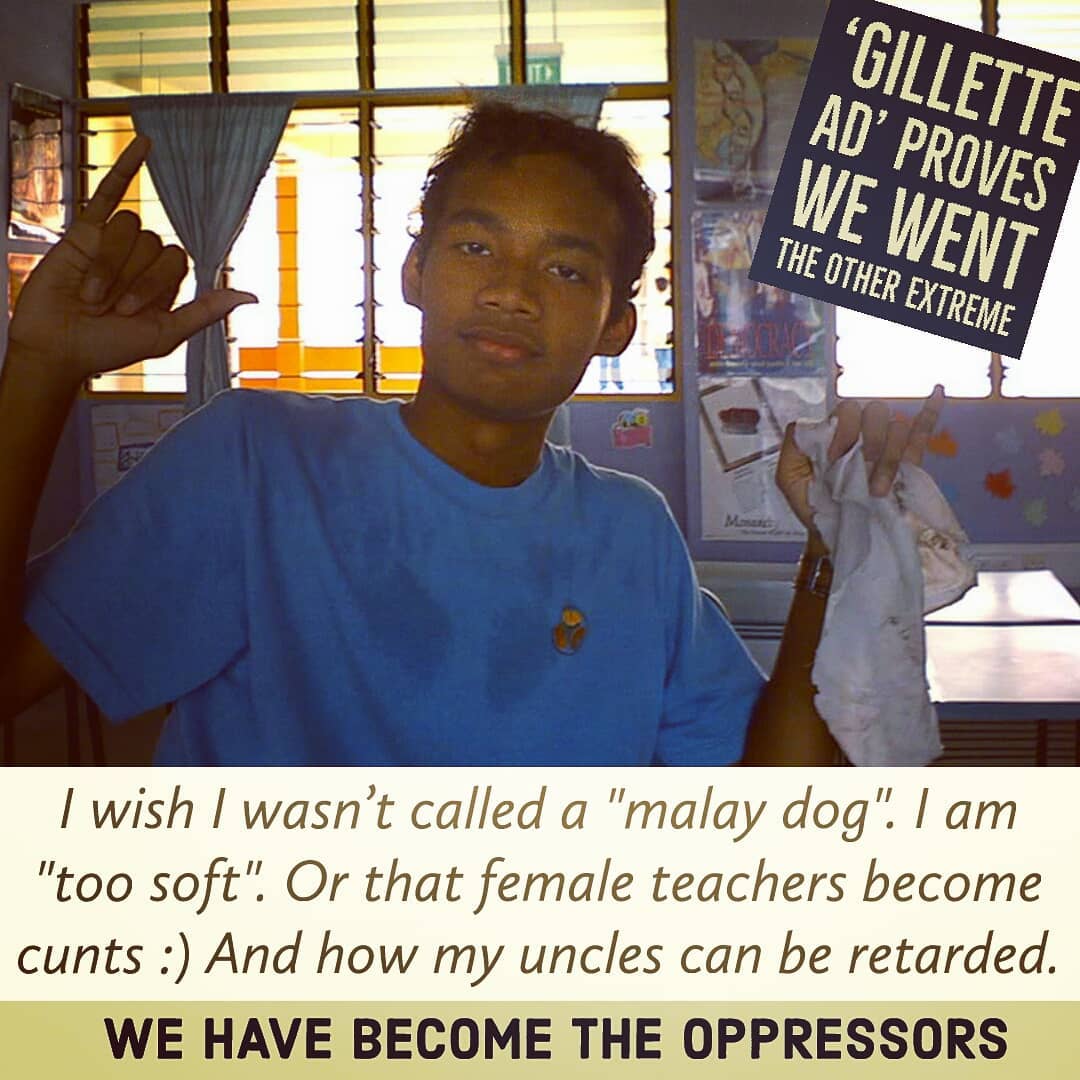 'GILLETTE
AD' PROVES
WE WENT
THE OTHER EXTREME
I wish I wasn't called a "malay dog". I am
"too soft". Or that female teachers become
cunts :) And how my uncles can be retarded.
WE HAVE BECOME THE OPPRESSORS